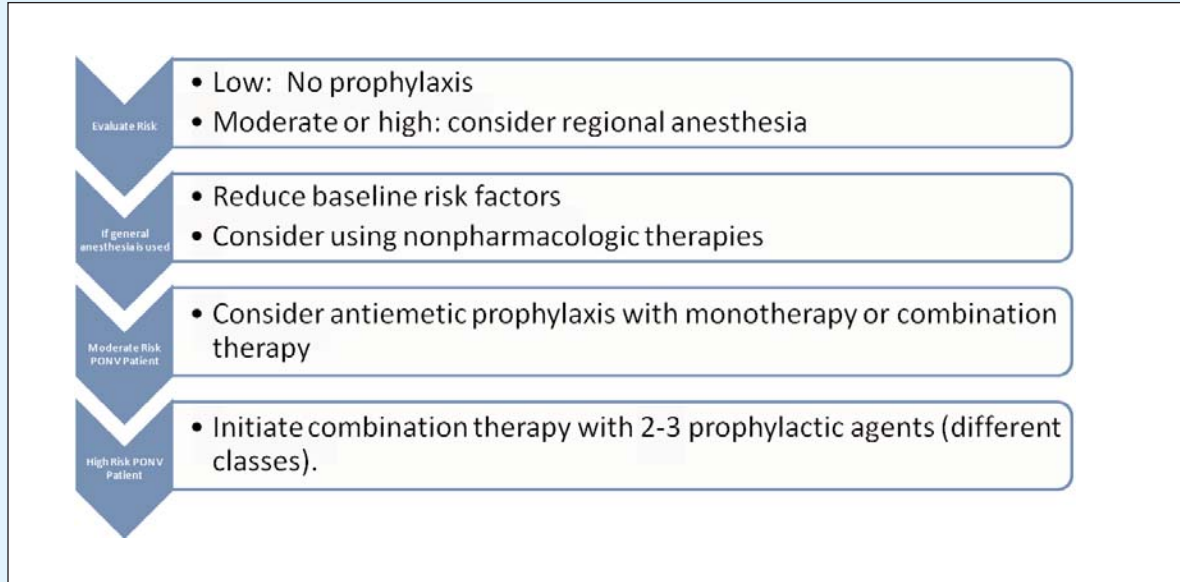 Evaluate Risk
• Low: No prophylaxis
• Moderate or high: consider regional anesthesia
If general
anesthesia is used
• Reduce baseline risk factors
• Consider using nonpharmacologic therapies
Moderate Risk
PONV Patient
• Consider antiemetic prophylaxis with monotherapy or combination
therapy
High Risk PONV
Patient
• Initiate combination therapy with 2-3 prophylactic agents (different
classes).